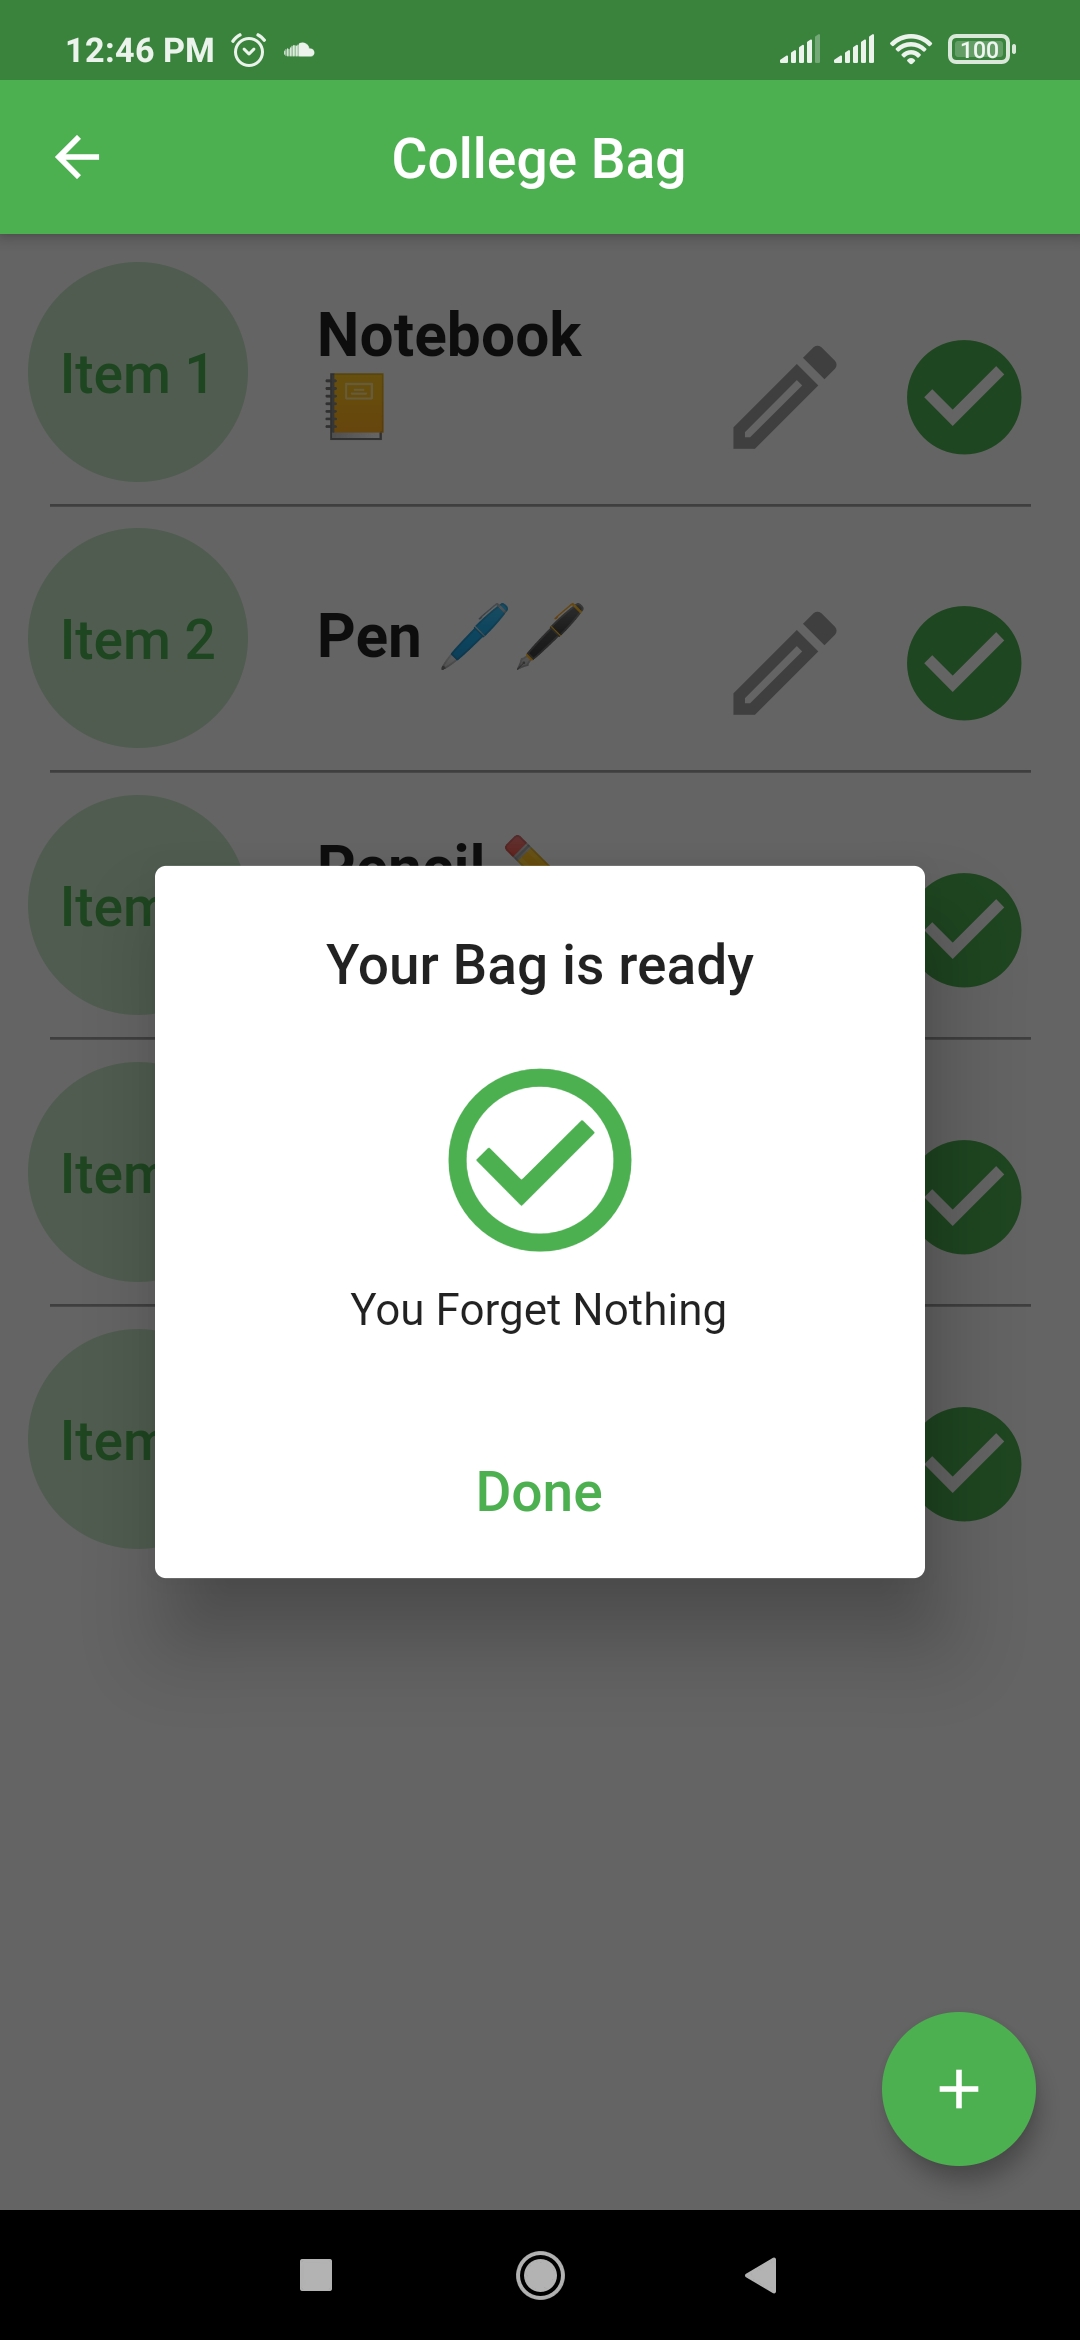 12:46 PM
100
College Bag
Item 1
Notebook
📒
Item 2
Pen 🖊️🖋️
Pencil ✏️
Item
Item
Item
Your Bag is ready
You Forget Nothing
Done